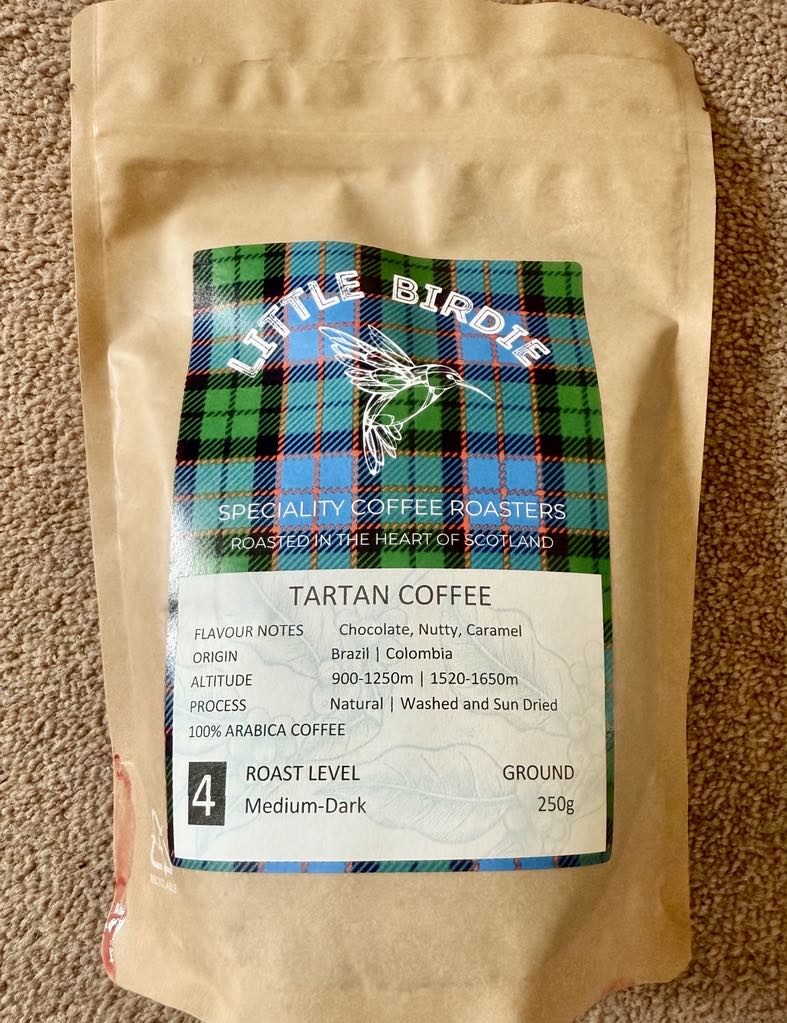 LITTLE BIRDIE
SPECIALITY COFFEE ROASTERS
ROASTED IN THE HEART OF SCOTLAND
TARTAN COFFEE
FLAVOUR NOTES Chocolate, Nutty, Caramel
ORIGIN Brazil | Colombia
ALTITUDE 900-1250m | 1520-1650m
PROCESS Natural | Washed and Sun Dried
100% ARABICA COFFEE
4 ROAST LEVEL GROUND
Medium-Dark 250g
RECYCLABLE